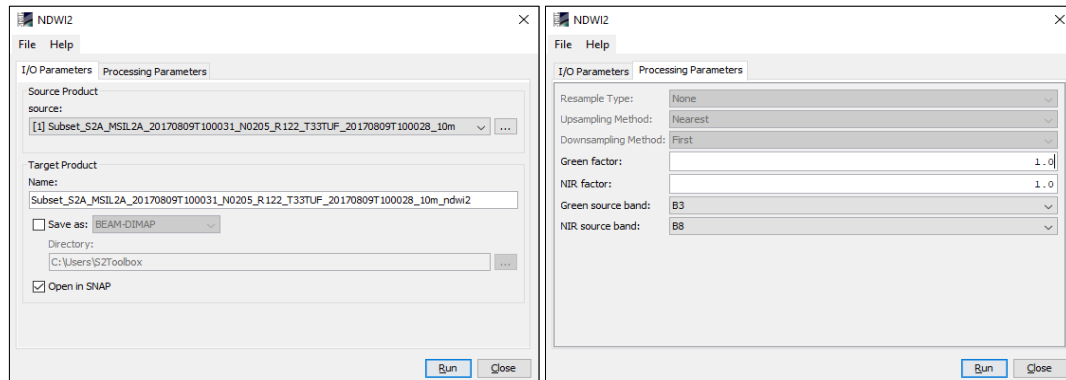 NDWI2
File Help
I/O Parameters Processing Parameters
Source Product
source:
[1] Subset_S2A_MSIL2A_20170809T100031_N0205_R122_T33TUF_20170809T100028_10m ...
Target Product
Name:
Subset_S2A_MSIL2A_20170809T100031_N0205_R122_T33TUF_20170809T100028_10m_ndwi2
Save as: BEAM-DIMAP
Directory:
C:\Users\S2Toolbox ...
Open in SNAP
Run Close
NDWI2
File Help
I/O Parameters Processing Parameters
Resample Type: None
Upsampling Method: Nearest
Downsampling Method: First
Green factor: 1.0
NIR factor: 1.0
Green source band: B3
NIR source band: B8
Run Close